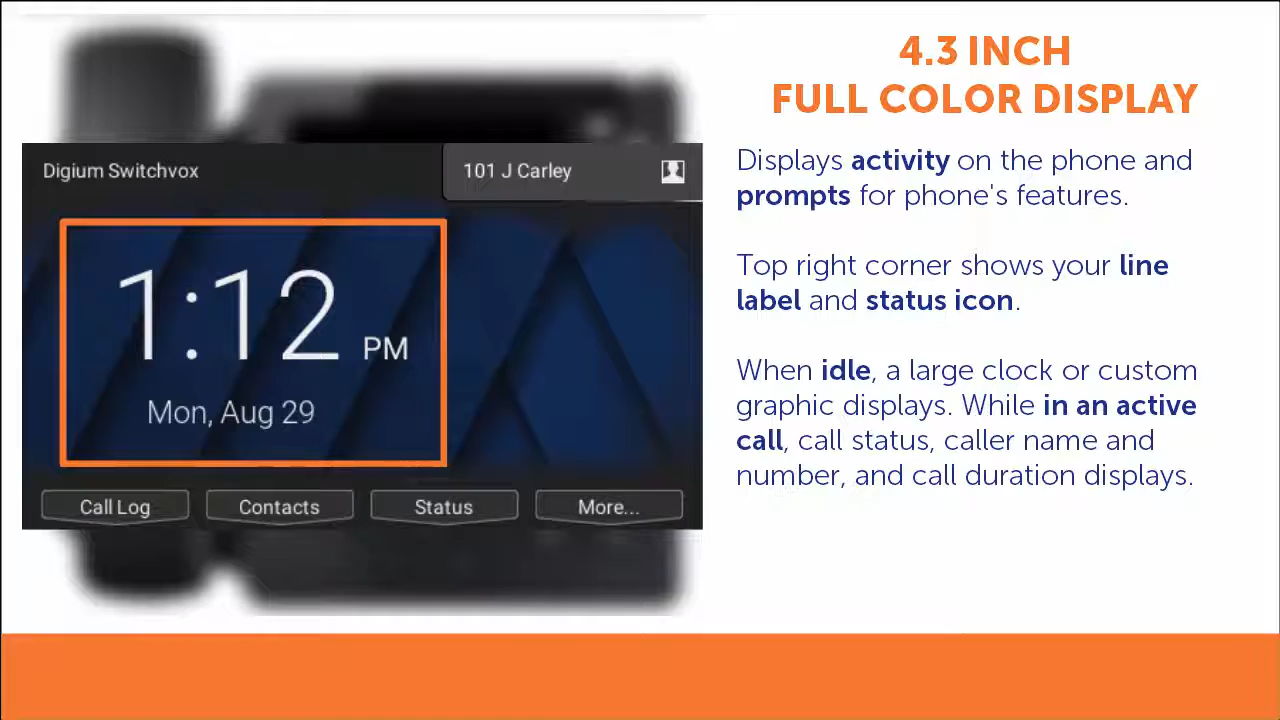 4.3 INCH
FULL COLOR DISPLAY
Digium Switchvox
101 J Carley
1:12 PM
Mon, Aug 29
Call Log
Contacts
Status
More...
Displays activity on the phone and
prompts for phone's features.
Top right corner shows your line
label and status icon.
When idle, a large clock or custom
graphic displays. While in an active
call, call status, caller name and
number, and call duration displays.